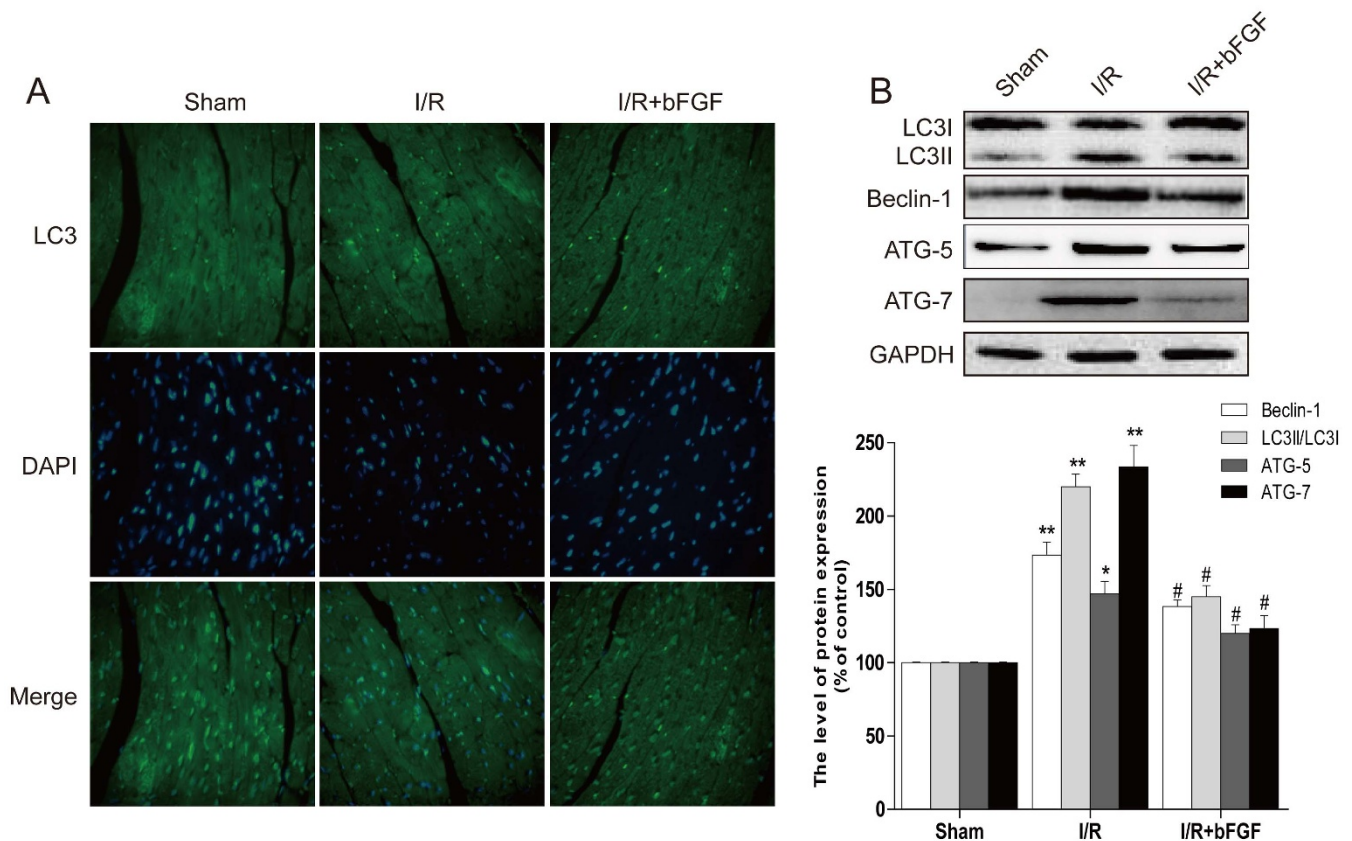 A
Sham
I/R
I/R+bFGF
LC3
DAPI
Merge
B
Sham
I/R
I/R+bFGF
LC3I
LC3II
Beclin-1
ATG-5
ATG-7
GAPDH
Beclin-1
LC3II/LC3I
ATG-5
ATG-7
The level of protein expression
(% of control)
250
200
150
100
50
0
**
**
*
**
#
#
#
#
Sham
I/R
I/R+bFGF